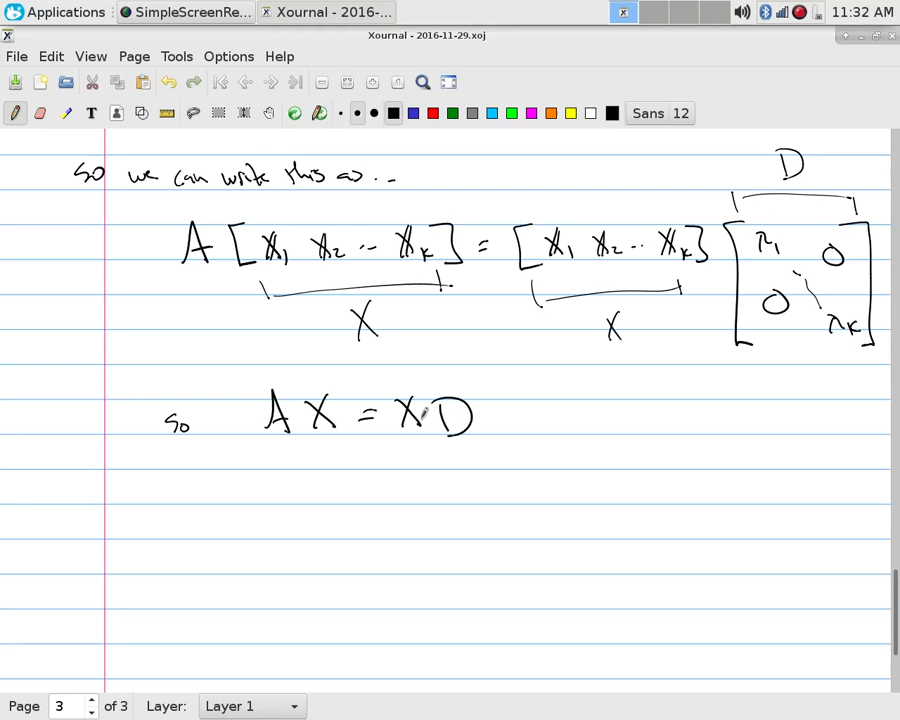 Applications SimpleScreenRe... Xournal - 2016-... 11:32 AM
Xournal - 2016-11-29.xoj
File Edit View Page Tools Options Help
Sans 12
so we can write this as...
D
A [x₁ x₂ ... xₖ] = [x₁ x₂ ... xₖ] [λ₁ 0
0 λₖ]
X X
so A X = X D
Page 3 of 3 Layer: Layer 1